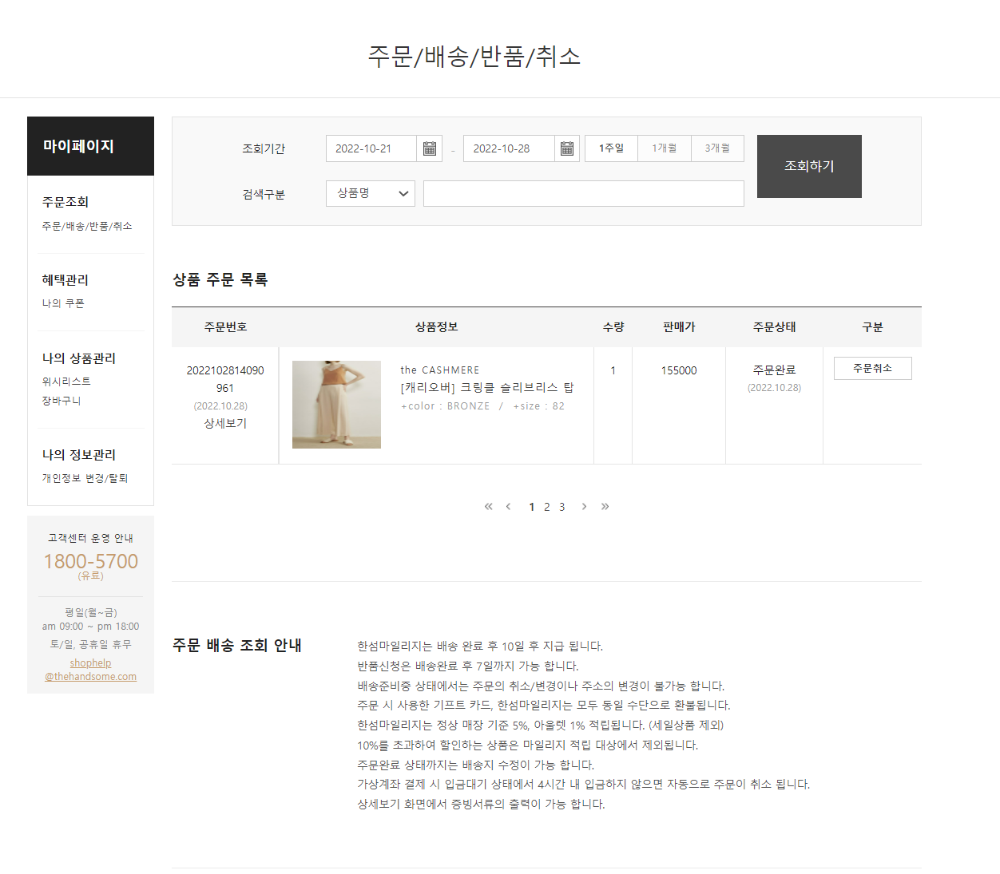 주문/배송/반품/취소
마이페이지
주문조회
주문/배송/반품/취소
혜택관리
나의 쿠폰
나의 상품관리
위시리스트
장바구니
나의 정보관리
개인정보 변경/탈퇴
고객센터 운영 안내
1800-5700
(유료)
평일(월~금)
am 09:00 ~ pm 18:00
토/일, 공휴일 휴무
shophelp
@thehandsome.com
조회기간 2022-10-21 - 2022-10-28 1주일 1개월 3개월
조회하기
검색구분 상품명
상품 주문 목록
주문번호 상품정보 수량 판매가 주문상태 구분
2022102814090
961
(2022.10.28)
상세보기
the CASHMERE
[캐리오버] 크링클 슬리브리스 탑
+color : BRONZE / +size : 82
1
155000
주문완료
(2022.10.28)
주문취소
« ‹ 1 2 3 › »
주문 배송 조회 안내
한섬마일리지는 배송 완료 후 10일 후 지급 됩니다.
반품신청은 배송완료 후 7일까지 가능 합니다.
배송준비중 상태에서는 주문의 취소/변경이나 주소의 변경이 불가능 합니다.
주문 시 사용한 기프트 카드, 한섬마일리지는 모두 동일 수단으로 환불됩니다.
한섬마일리지는 정상 매장 기준 5%, 아울렛 1% 적립됩니다. (세일상품 제외)
10%를 초과하여 할인하는 상품은 마일리지 적립 대상에서 제외됩니다.
주문완료 상태까지는 배송지 수정이 가능 합니다.
가상계좌 결제 시 입금대기 상태에서 4시간 내 입금하지 않으면 자동으로 주문이 취소 됩니다.
상세보기 화면에서 증빙서류의 출력이 가능 합니다.